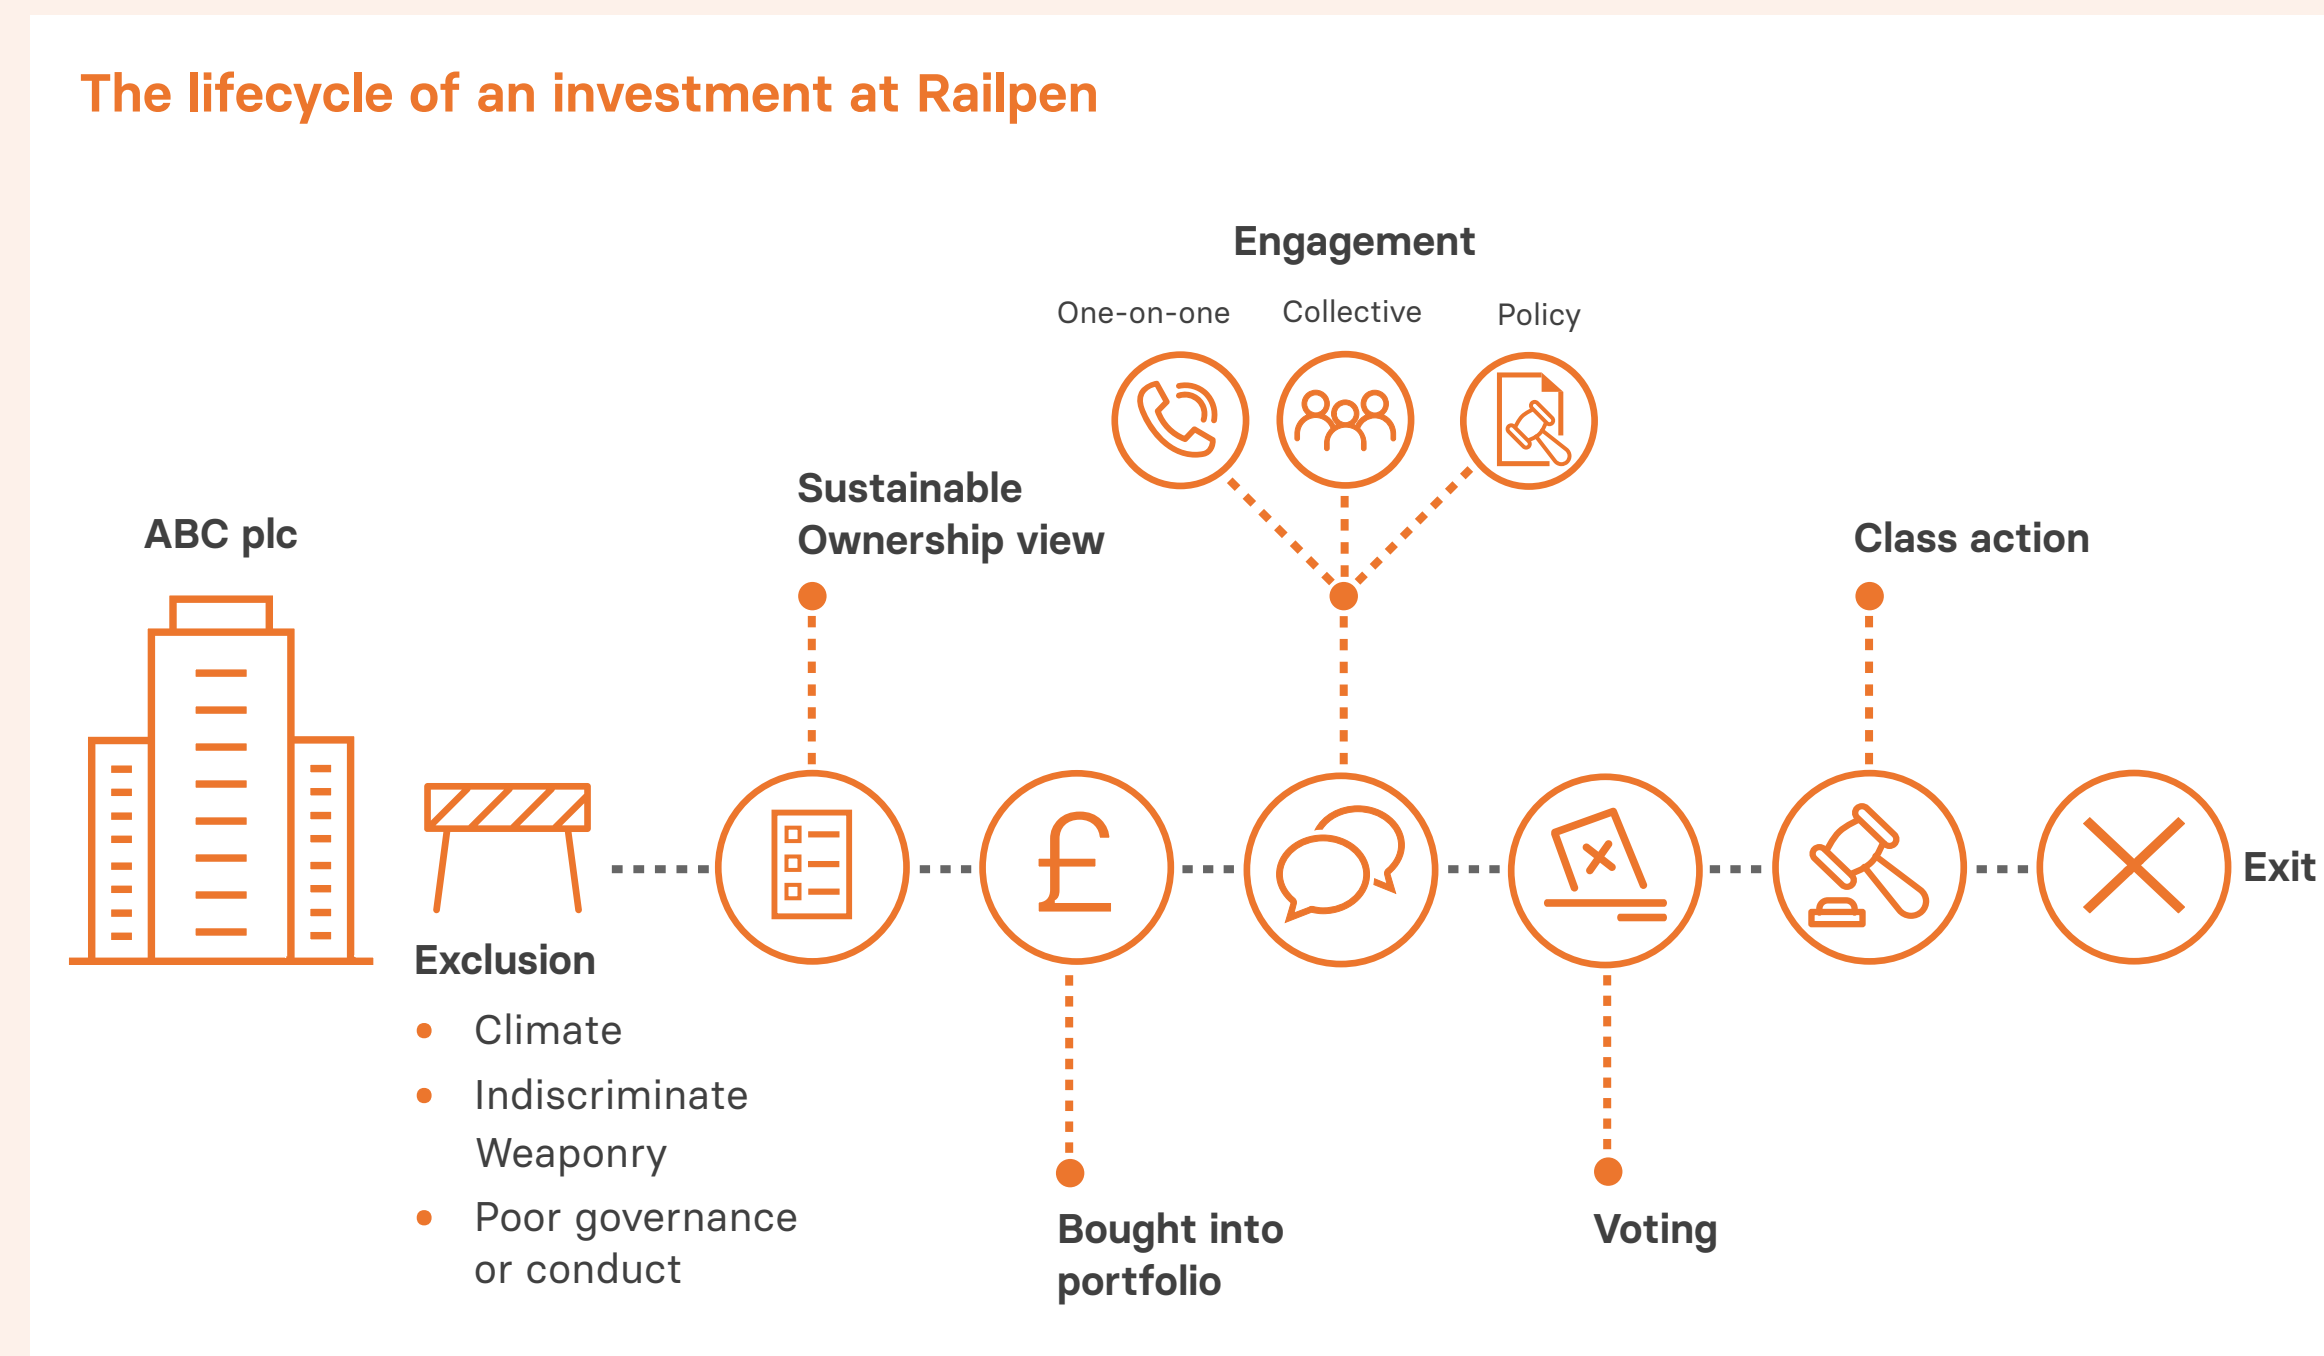 The lifecycle of an investment at Railpen
ABC plc
Exclusion
Climate
Indiscriminate
Weaponry
Poor governance
or conduct
Sustainable
Ownership view
Bought into
portfolio
Engagement
One-on-one
Collective
Policy
Voting
Class action
Exit